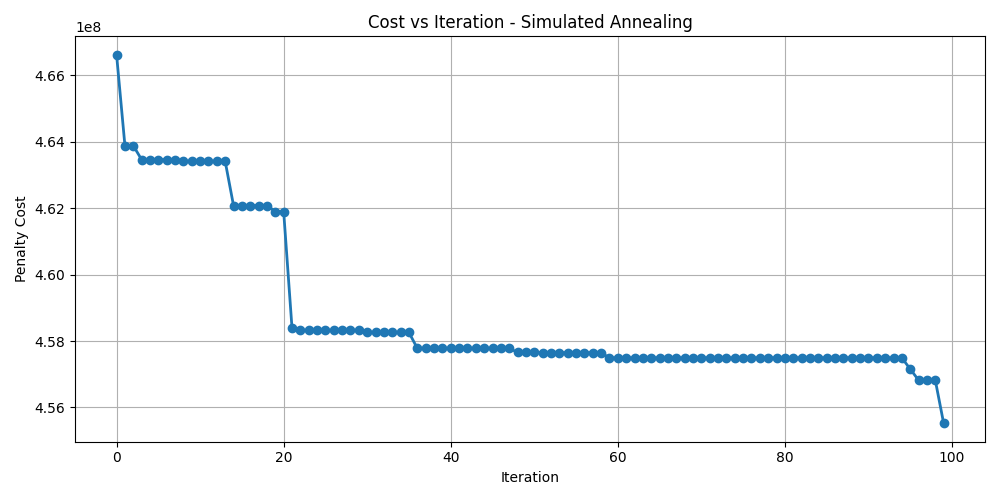 Cost vs Iteration - Simulated Annealing
1e8
4.66
4.64
4.62
4.60
4.58
4.56
Penalty Cost
0 20 40 60 80 100
Iteration